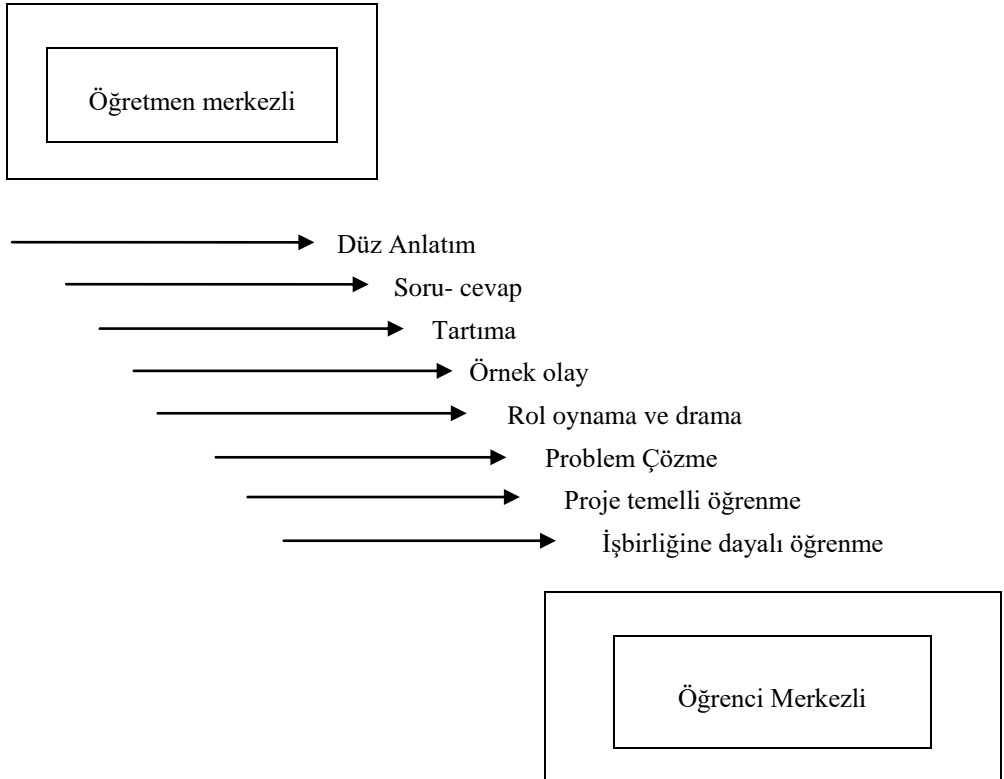 Öğretmen merkezli
Düz Anlatım
Soru- cevap
Tartıma
Örnek olay
Rol oynama ve drama
Problem Çözme
Proje temelli öğrenme
İşbirliğine dayalı öğrenme
Öğrenci Merkezli